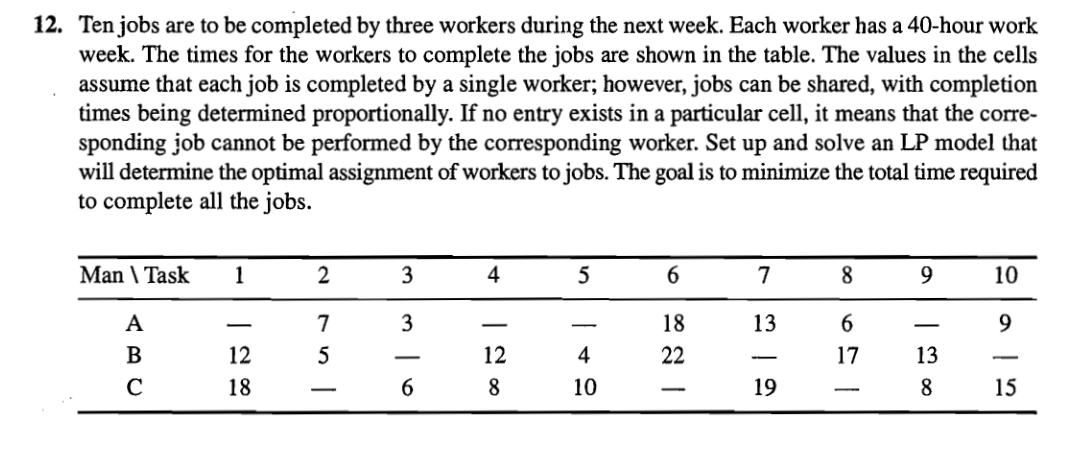 12. Ten jobs are to be completed by three workers during the next week. Each worker has a 40-hour work
week. The times for the workers to complete the jobs are shown in the table. The values in the cells
assume that each job is completed by a single worker; however, jobs can be shared, with completion
times being determined proportionally. If no entry exists in a particular cell, it means that the corre-
sponding job cannot be performed by the corresponding worker. Set up and solve an LP model that
will determine the optimal assignment of workers to jobs. The goal is to minimize the total time required
to complete all the jobs.
Man \ Task 1 2 3 4 5 6 7 8 9 10
A — 7 3 — — 18 13 6 — 9
B 12 5 — 12 4 22 — 17 13 —
C 18 — 6 8 10 — 19 — 8 15